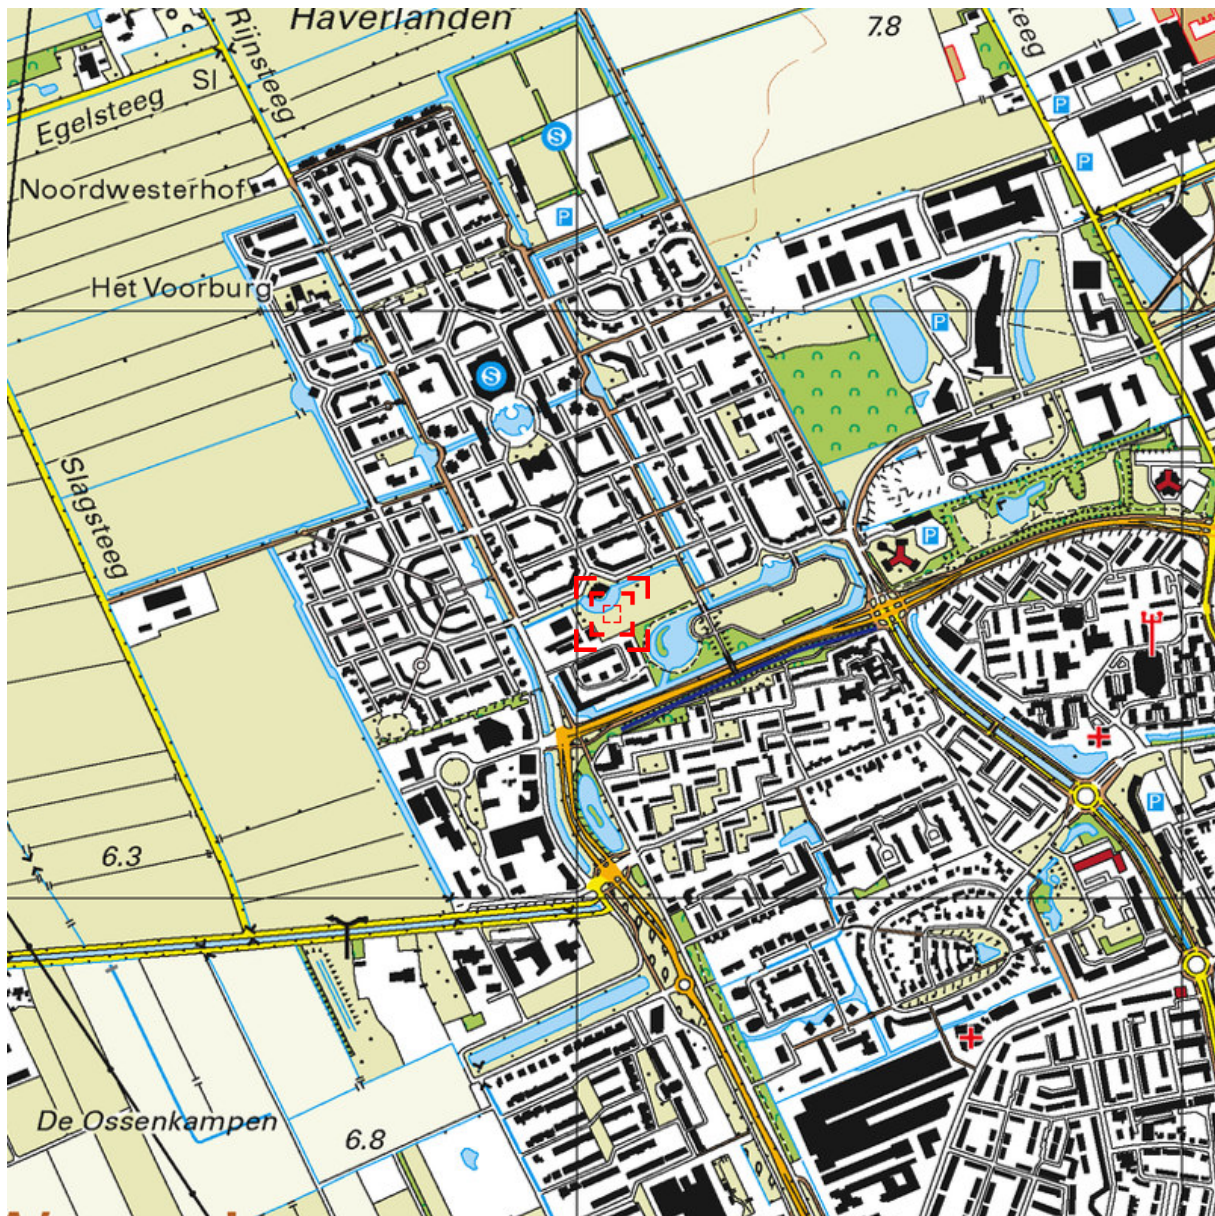 Haverlanden
7.8
steeg
Rijnsteeg
Sl
Egelsteeg
P
S
P
Noordwesterhof
P
Het Voorburg
P
S
Slagsteeg
P
P
6.3
De Ossenkampen
6.8